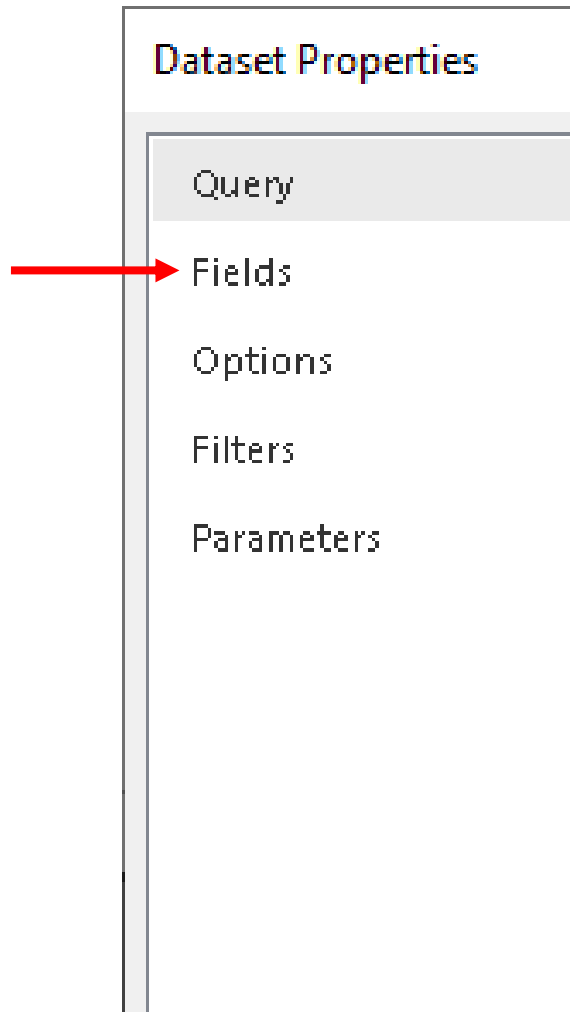 Dataset Properties
Query
Fields
Options
Filters
Parameters